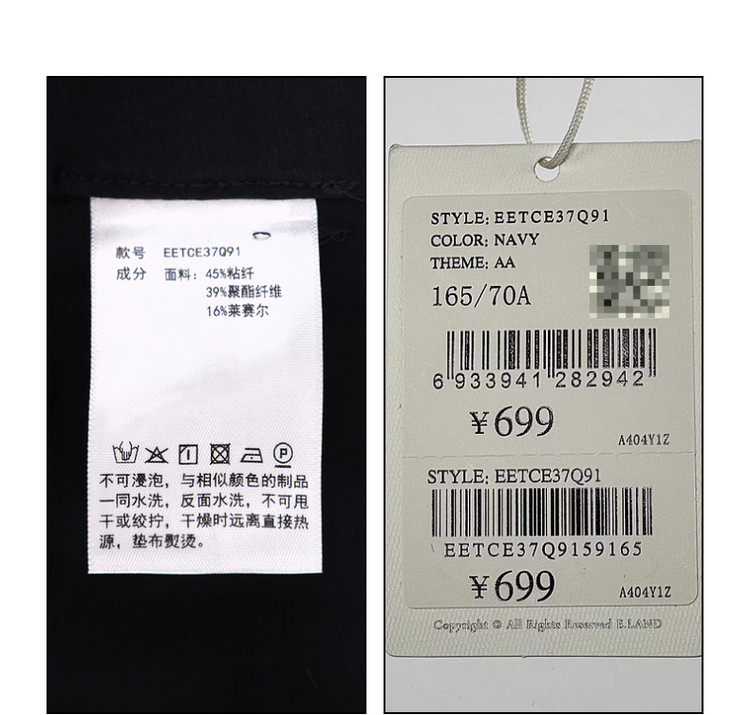 款号 EETCE37Q91
成分 面料：45%粘纤
39%聚酯纤维
16%莱赛尔
不可浸泡，与相似颜色的制品
一同水洗，反面水洗，不可甩
干或绞拧，干燥时远离直接热
源，垫布熨烫。
STYLE: EETCE37Q91
COLOR: NAVY
THEME: AA
165/70A
6 933941 282942
¥699
A404Y1Z
STYLE: EETCE37Q91
EETCE37Q9159165
¥699
A404Y1Z
Copyright © All Rights Reserved E.LAND